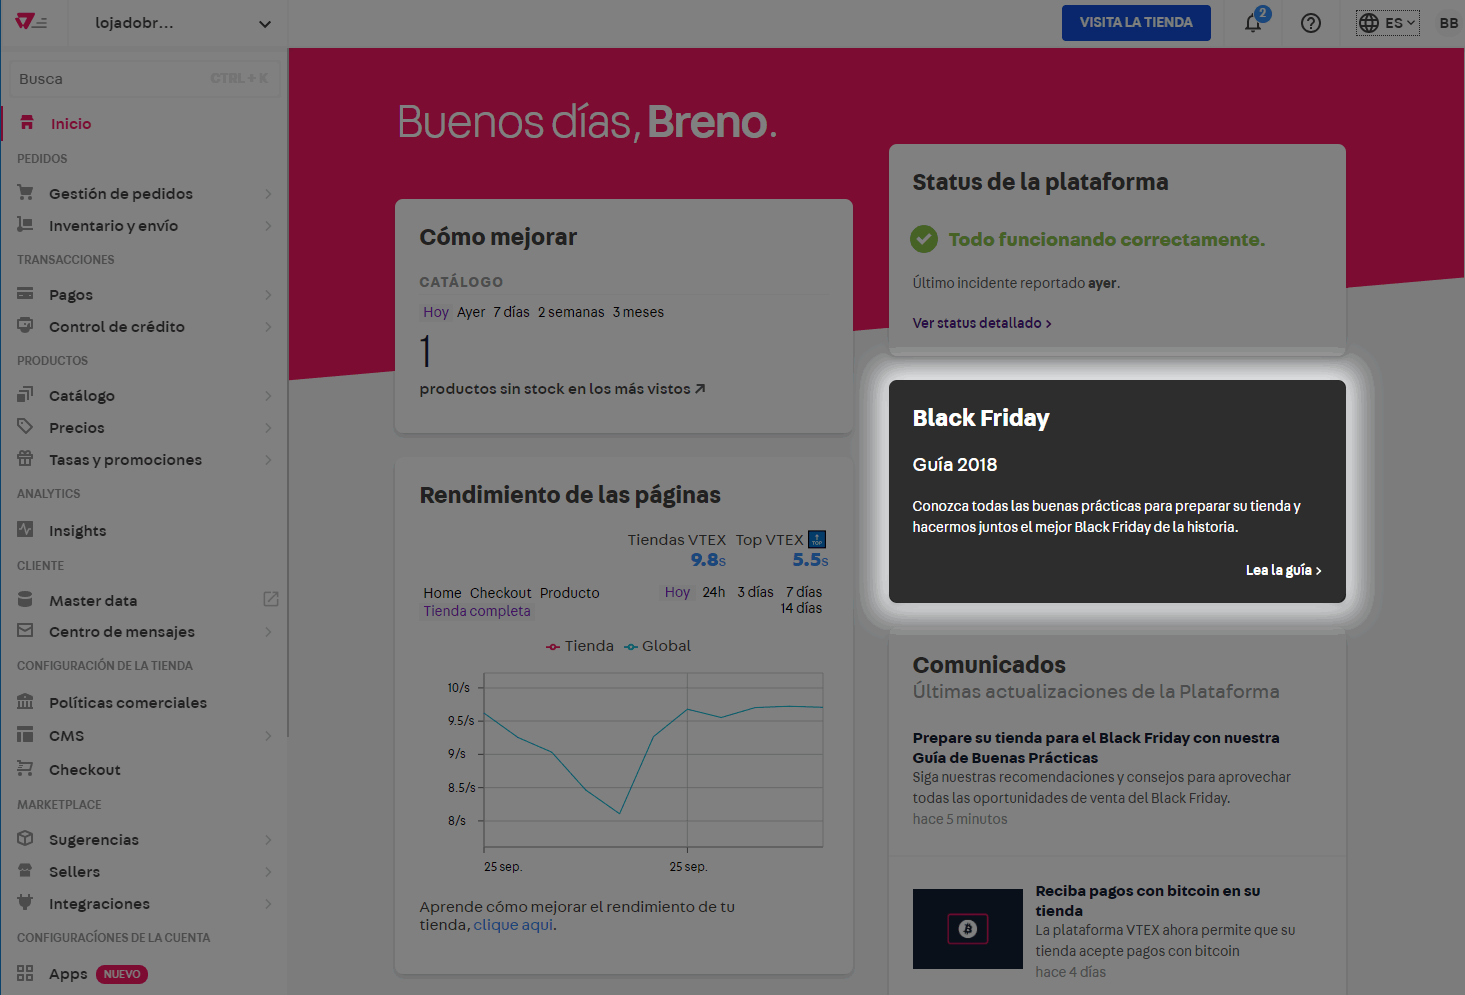 lojadobr...
VISITA LA TIENDA
2
ES
BB
Busca
CTRL + K
Inicio
PEDIDOS
Gestión de pedidos
Inventario y envío
TRANSACCIONES
Pagos
Control de crédito
PRODUCTOS
Catálogo
Precios
Tasas y promociones
ANALYTICS
Insights
CLIENTE
Master data
Centro de mensajes
CONFIGURACIÓN DE LA TIENDA
Políticas comerciales
CMS
Checkout
MARKETPLACE
Sugerencias
Sellers
Integraciones
CONFIGURACÍONES DE LA CUENTA
Apps NUEVO
Buenos días, Breno.
Cómo mejorar
CATÁLOGO
Hoy Ayer 7 días 2 semanas 3 meses
1
productos sin stock en los más vistos
Rendimiento de las páginas
Tiendas VTEX Top VTEX TOP
9.8s 5.5s
Home Checkout Producto
Tienda completa
Hoy 24h 3 días 7 días
14 días
Tienda Global
10/s
9.5/s
9/s
8.5/s
8/s
25 sep. 25 sep.
Aprende cómo mejorar el rendimiento de tu
tienda, clique aqui.
Status de la plataforma
Todo funcionando correctamente.
Último incidente reportado ayer.
Ver status detallado >
Black Friday
Guía 2018
Conozca todas las buenas prácticas para preparar su tienda y
hacermos juntos el mejor Black Friday de la historia.
Lea la guía >
Comunicados
Últimas actualizaciones de la Plataforma
Prepare su tienda para el Black Friday con nuestra
Guía de Buenas Prácticas
Siga nuestras recomendaciones y consejos para aprovechar
todas las oportunidades de venta del Black Friday.
hace 5 minutos
Reciba pagos con bitcoin en su
tienda
La plataforma VTEX ahora permite que su
tienda acepte pagos con bitcoin
hace 4 días